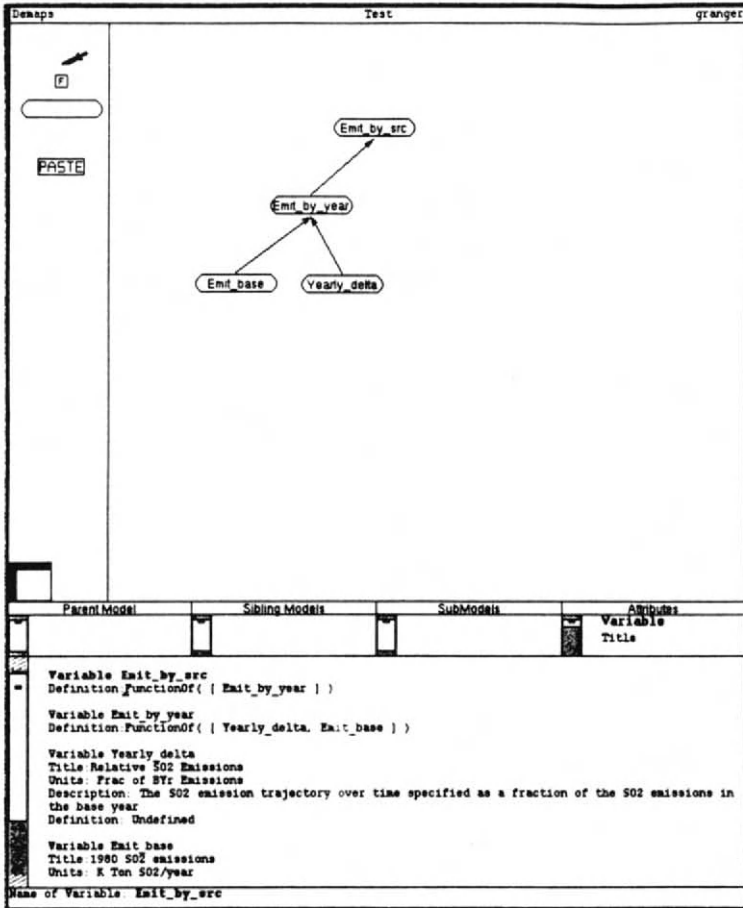 Demaps Test granger
F
PASTE
Emit_by_src
Emit_by_year
Emit_base Yearly_delta
Parent Model Sibling Models SubModels Attributes
Variable
Title
Variable Emit_by_src
Definition:FunctionOf( [ Emit_by_year ] )
Variable Emit_by_year
Definition:FunctionOf( [ Yearly_delta, Emit_base ] )
Variable Yearly_delta
Title:Relative SO2 Emissions
Units: Frac of BYr Emissions
Description: The SO2 emission trajectory over time specified as a fraction of the SO2 emissions in
the base year
Definition: Undefined
Variable Emit_base
Title:1980 SO2 emissions
Units: K Ton SO2/year
Name of Variable: Emit_by_src